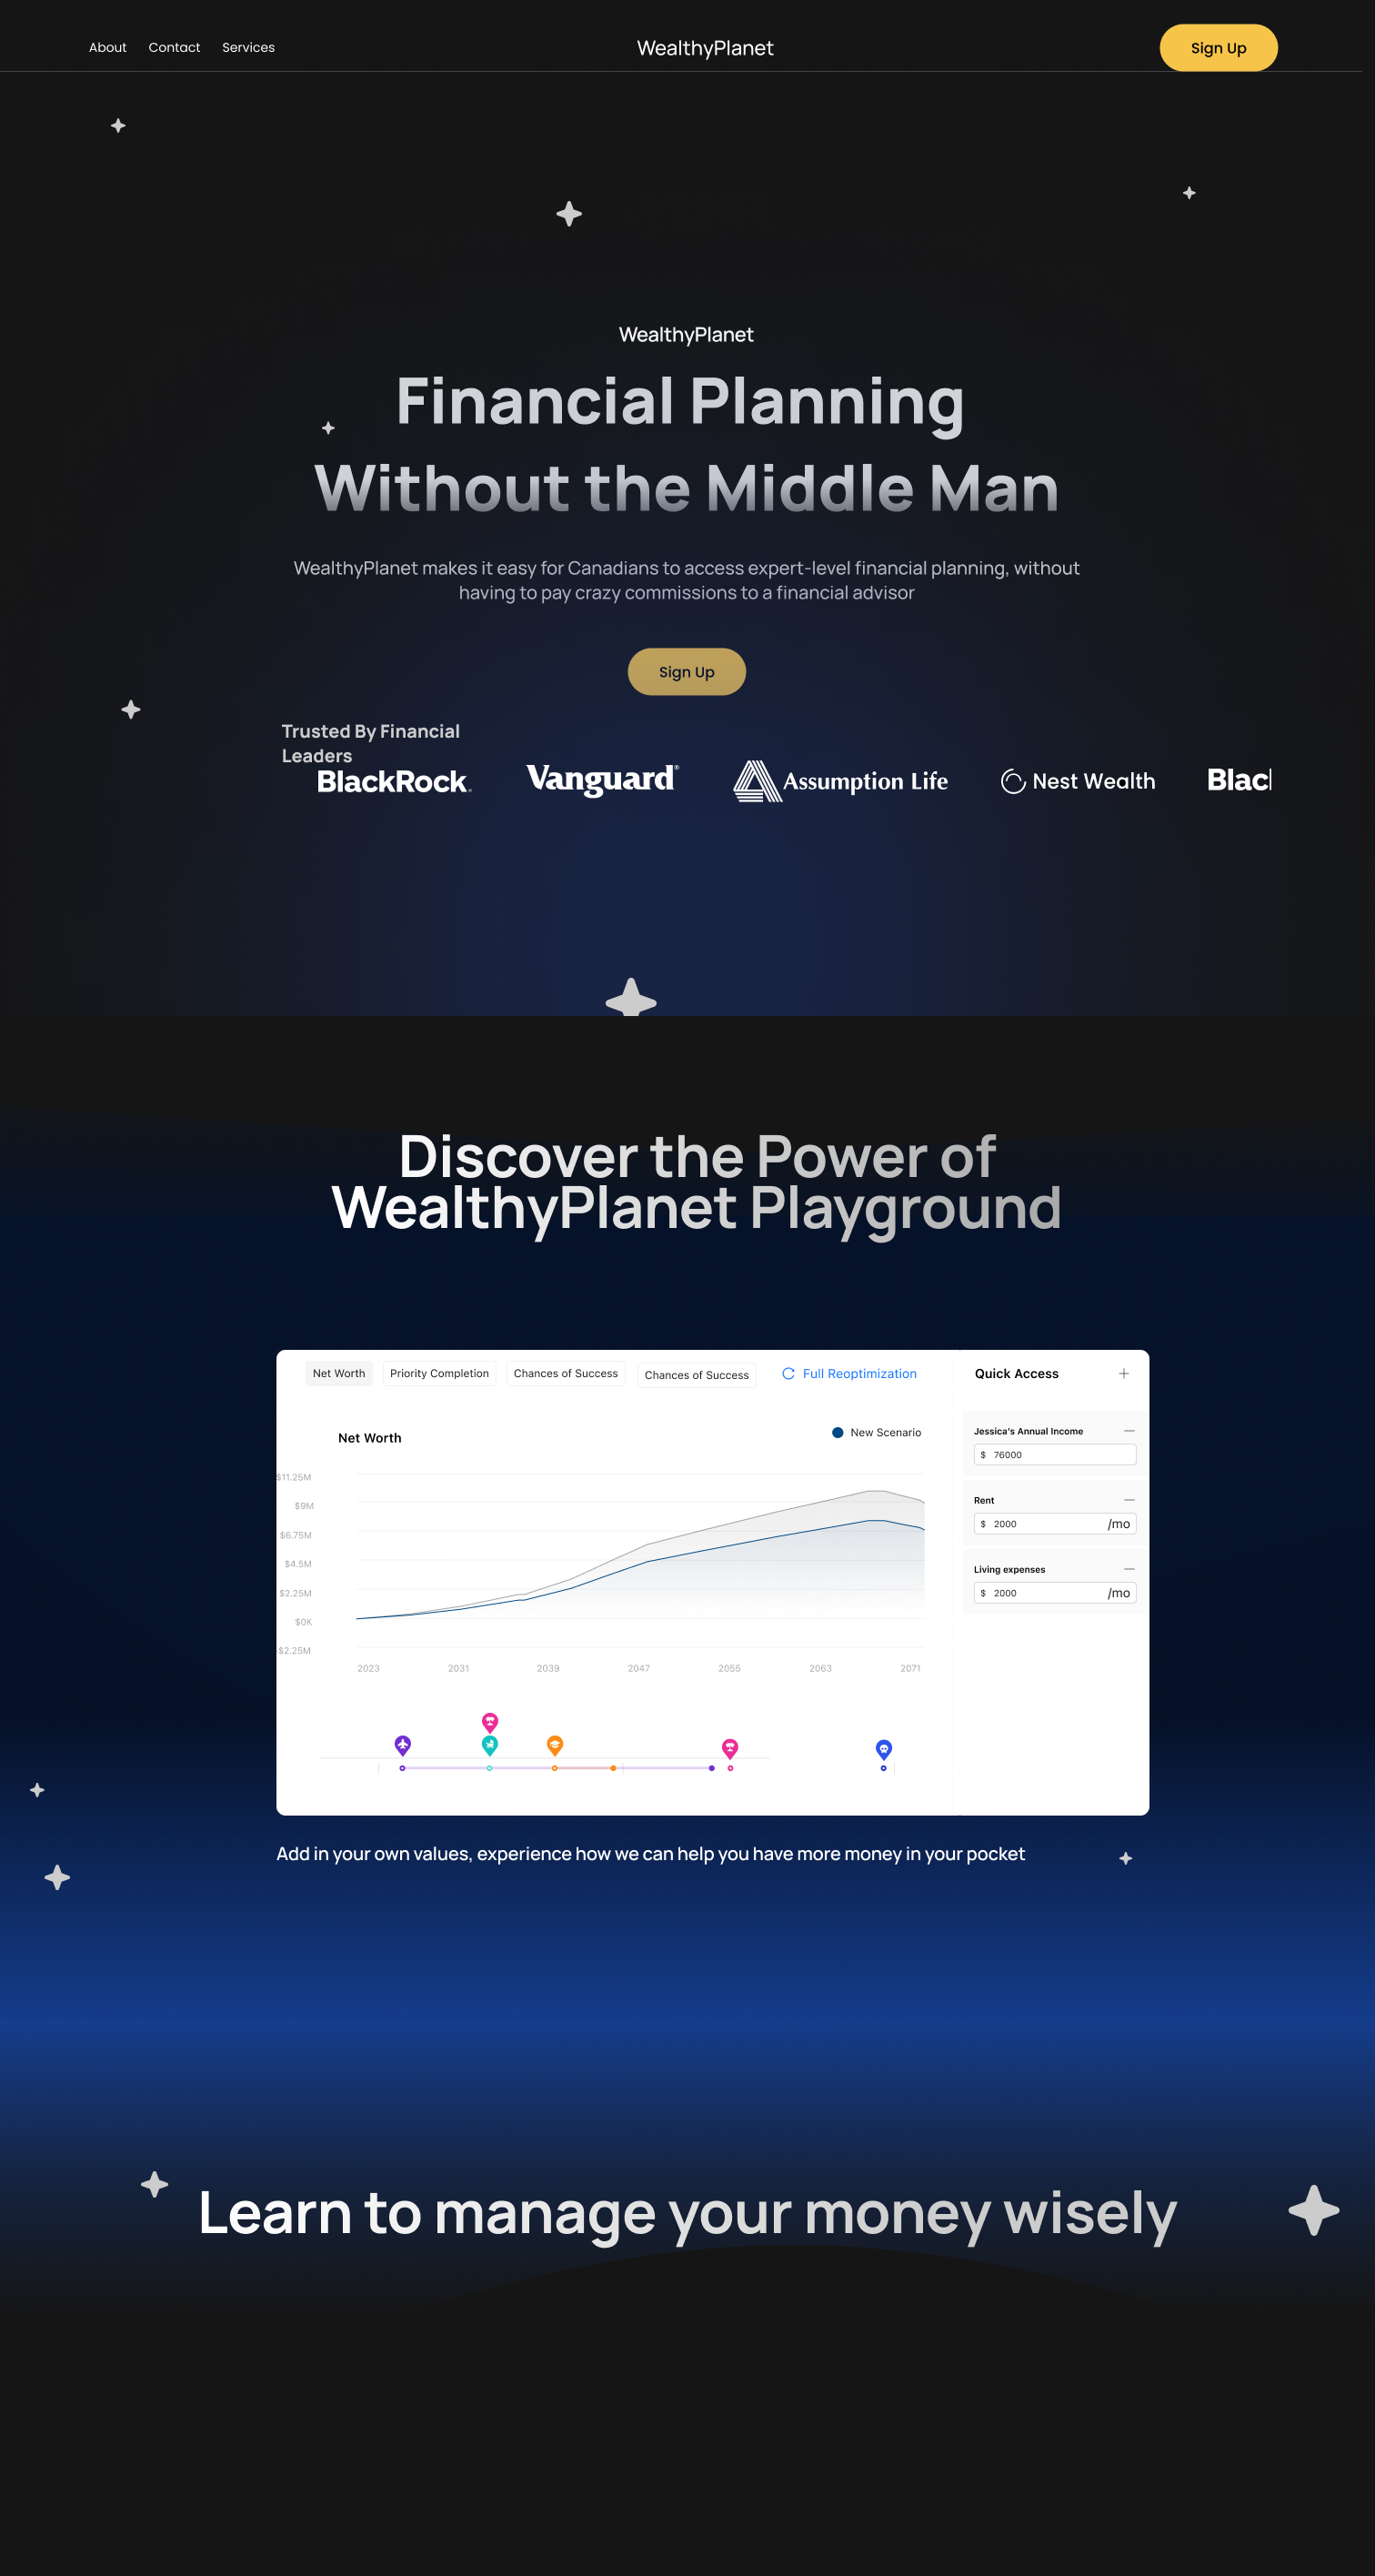 About Contact Services WealthyPlanet Sign Up
WealthyPlanet
Financial Planning
Without the Middle Man
WealthyPlanet makes it easy for Canadians to access expert-level financial planning, without
having to pay crazy commissions to a financial advisor
Sign Up
Trusted By Financial
Leaders
BlackRock. Vanguard® Assumption Life Nest Wealth Blac
Discover the Power of
WealthyPlanet Playground
Net Worth Priority Completion Chances of Success Chances of Success Full Reoptimization Quick Access
Net Worth New Scenario
Jessica's Annual Income
$ 76000
$11.25M
$9M
$6.75M
$4.5M
$2.25M
$0K
$2.25M
2023 2031 2039 2047 2055 2063 2071
Rent
$ 2000 /mo
Living expenses
$ 2000 /mo
Add in your own values, experience how we can help you have more money in your pocket
Learn to manage your money wisely